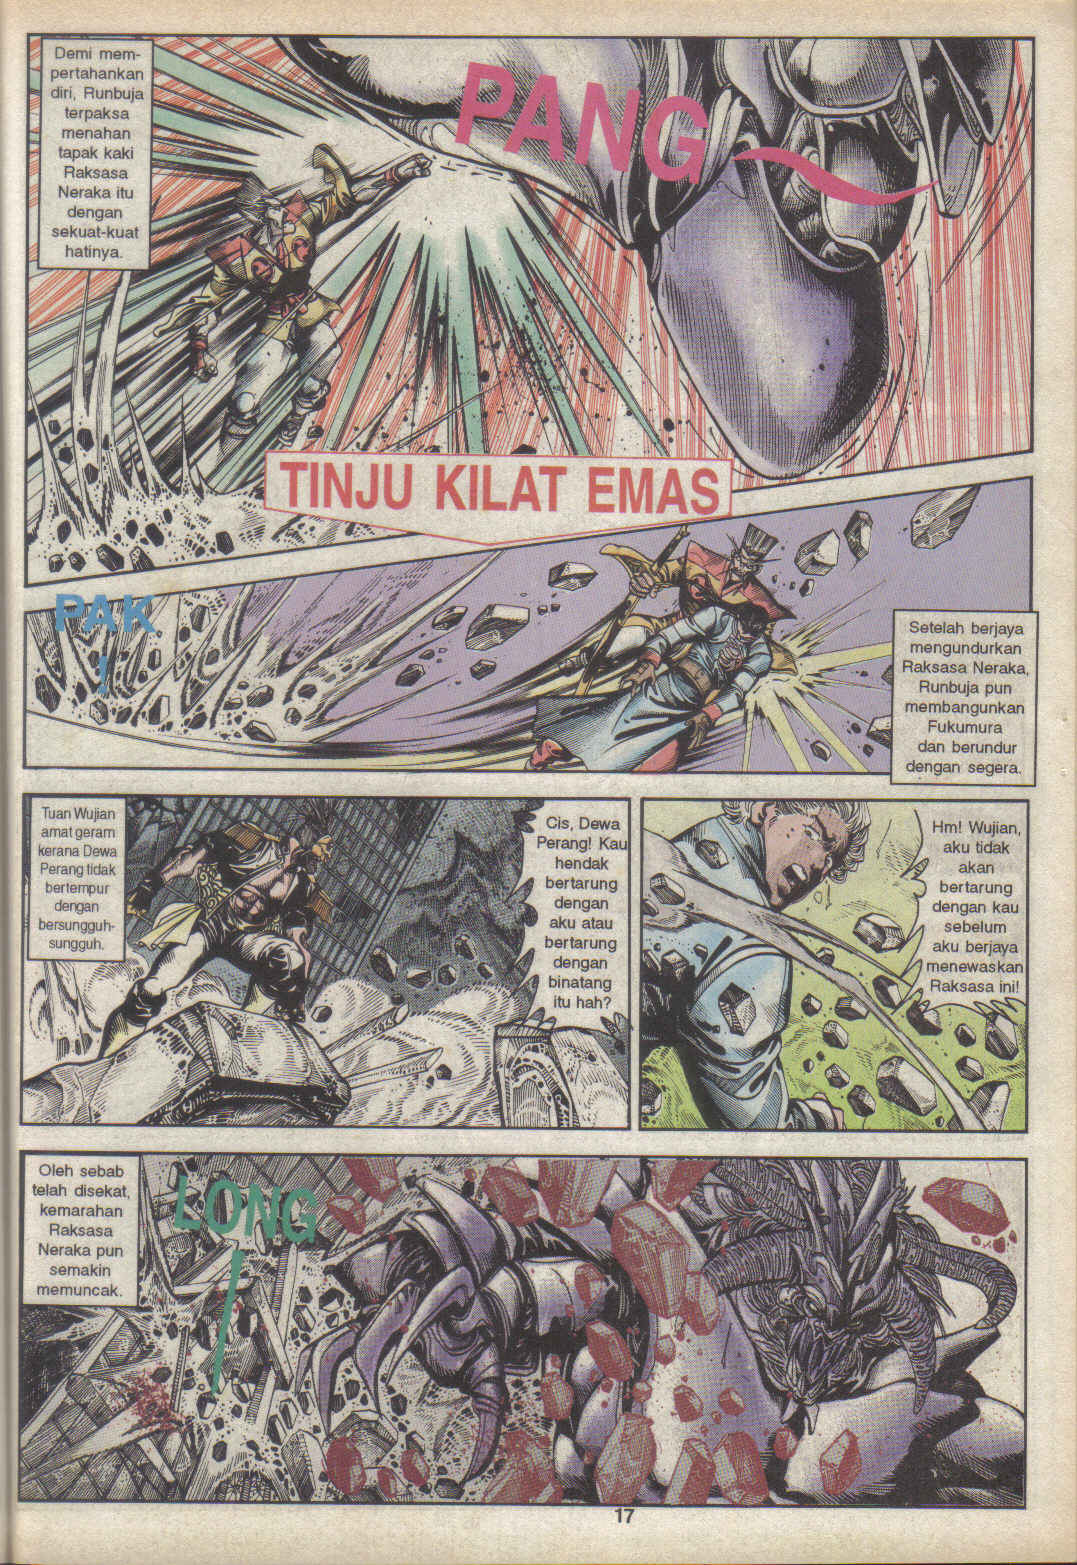 Demi mem-
pertahankan
diri, Runbuja
terpaksa
menahan
tapak kaki
Raksasa
Neraka itu
dengan
sekuat-kuat
hatinya.
PANG
TINJU KILAT EMAS
PAK
!
Setelah berjaya
mengundurkan
Raksasa Neraka,
Runbuja pun
membangunkan
Fukumura
dan berundur
dengan segera.
Tuan Wujian
amat geram
kerana Dewa
Perang tidak
bertempur
dengan
bersungguh-
sungguh.
Cis, Dewa
Perang! Kau
hendak
bertarung
dengan
aku atau
bertarung
dengan
binatang
itu hah?
Hm! Wujian,
aku tidak
akan
bertarung
dengan kau
sebelum
aku berjaya
menewaskan
Raksasa ini!
Oleh sebab
telah disekat,
kemarahan
Raksasa
Neraka pun
semakin
memuncak.
LONG
17